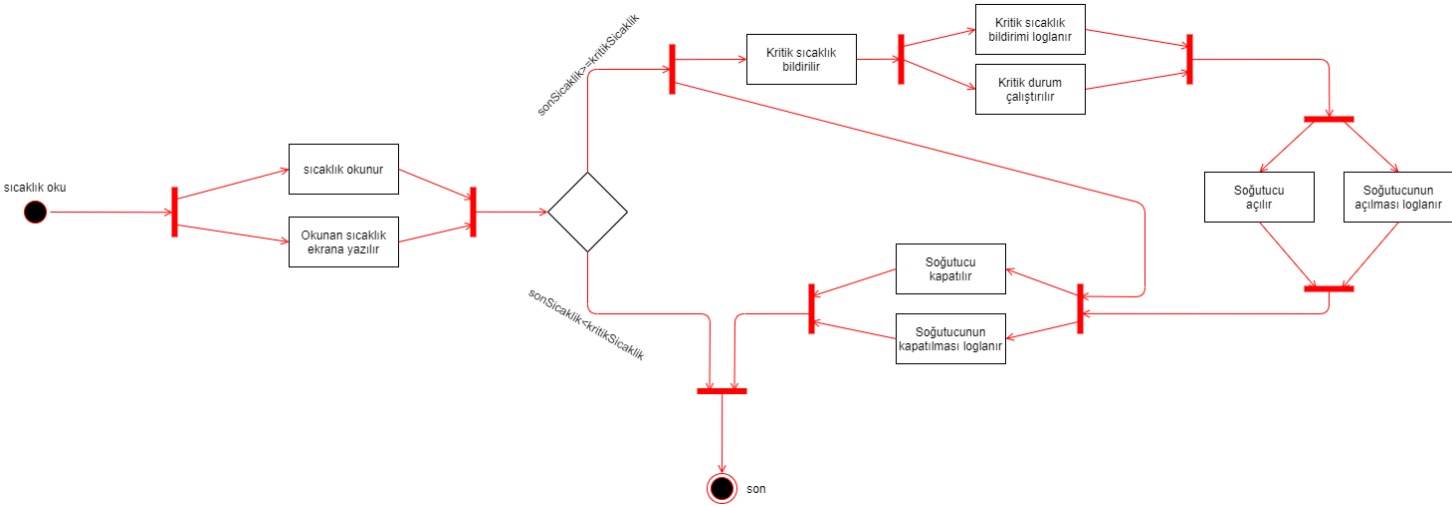 sıcaklık oku
sıcaklık okunur
Okunan sıcaklık
ekrana yazılır
sonSicaklik>=kritikSicaklik
sonSicaklik<kritikSicaklik
Kritik sıcaklık
bildirilir
Kritik sıcaklık
bildirimi loglanır
Kritik durum
çalıştırılır
Soğutucu
açılır
Soğutucunun
açılması loglanır
Soğutucu
kapatılır
Soğutucunun
kapatılması loglanır
son